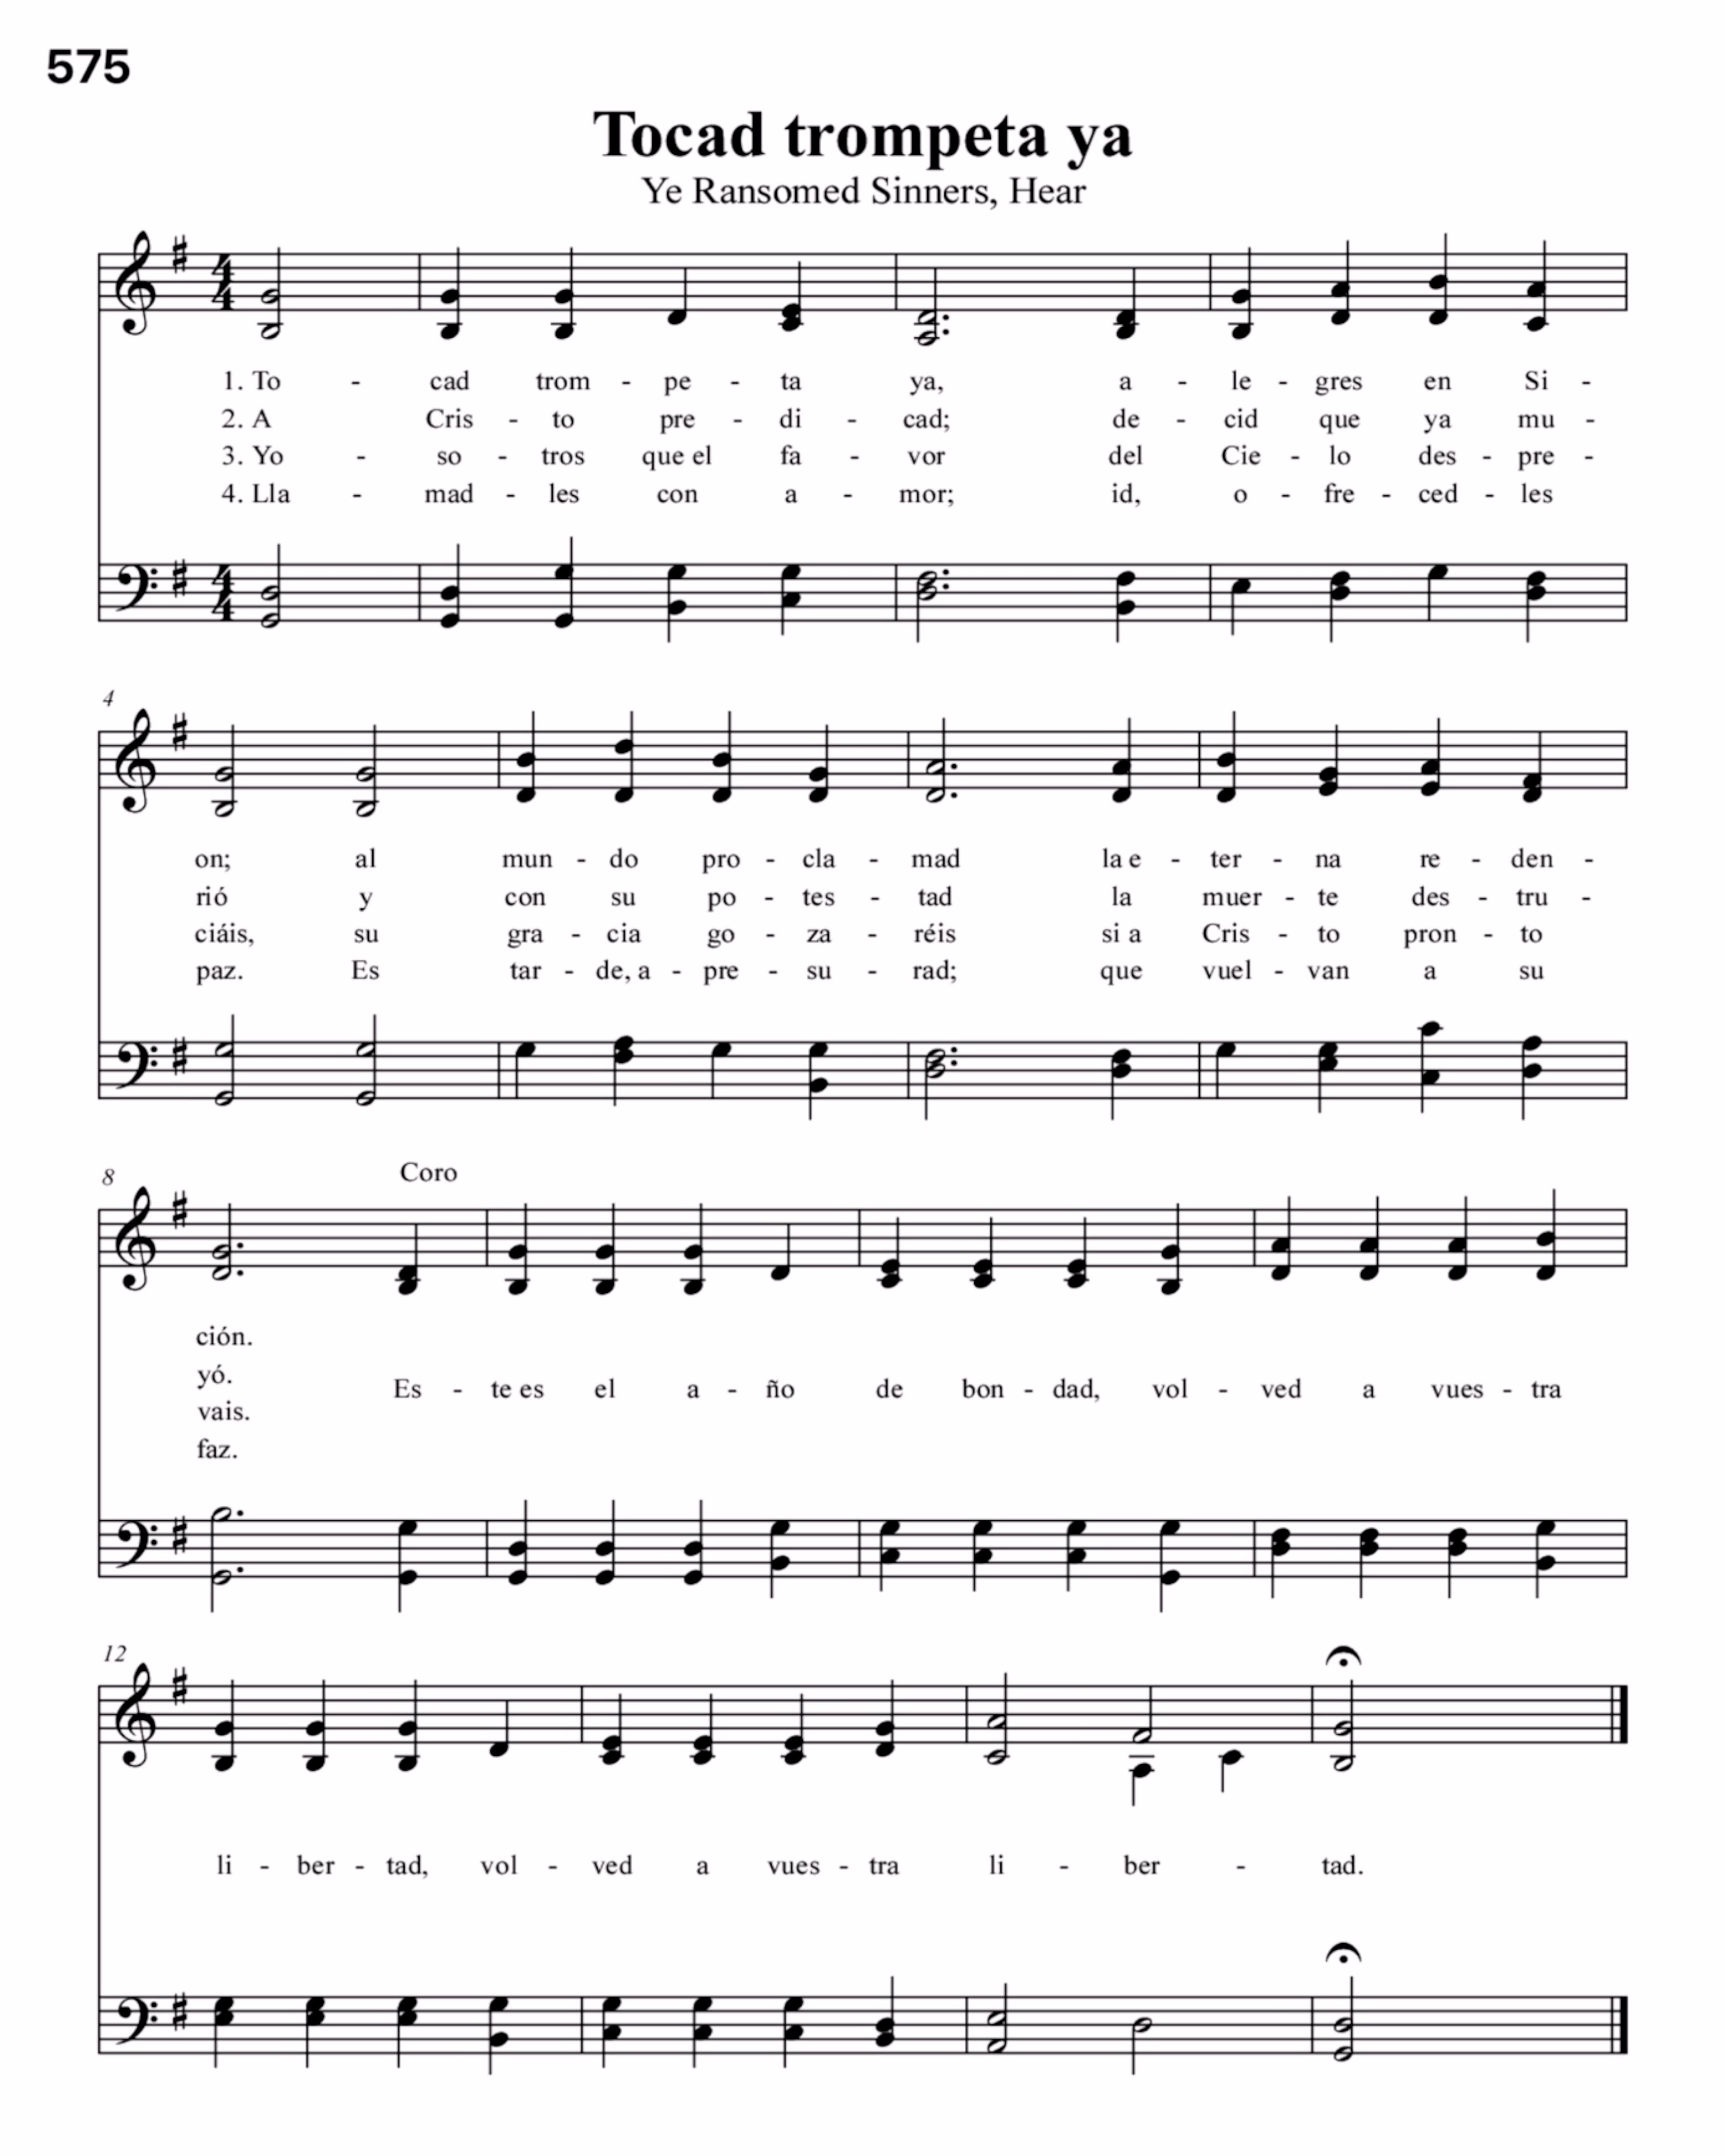 575
Tocad trompeta ya
Ye Ransomed Sinners, Hear
1. To - cad trom - pe - ta ya, a - le - gres en Si -
2. A Cris - to pre - di - cad; de - cid que ya mu -
3. Yo - so - tros que el fa - vor del Cie - lo des - pre -
4. Lla - mad - les con a - mor; id, o - fre - ced - les
4
on; al mun - do pro - cla - mad la e - ter - na re - den -
rió y con su po - tes - tad la muer - te des - tru -
ciáis, su gra - cia go - za - réis si a Cris - to pron - to
paz. Es tar - de, a - pre - su - rad; que vuel - van a su
8
Coro
ción.
yó.
Es - te es el a - ño de bon - dad, vol - ved a vues - tra
vais.
faz.
12
li - ber - tad, vol - ved a vues - tra li - ber - tad.